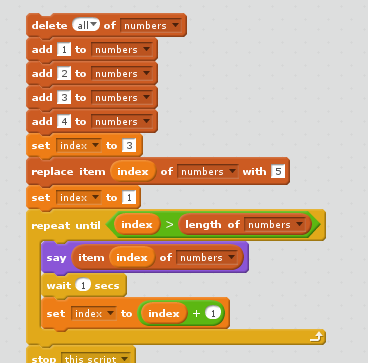 delete all of numbers
add 1 to numbers
add 2 to numbers
add 3 to numbers
add 4 to numbers
set index to 3
replace item index of numbers with 5
set index to 1
repeat until index > length of numbers
say item index of numbers
wait 1 secs
set index to index + 1
stop this script